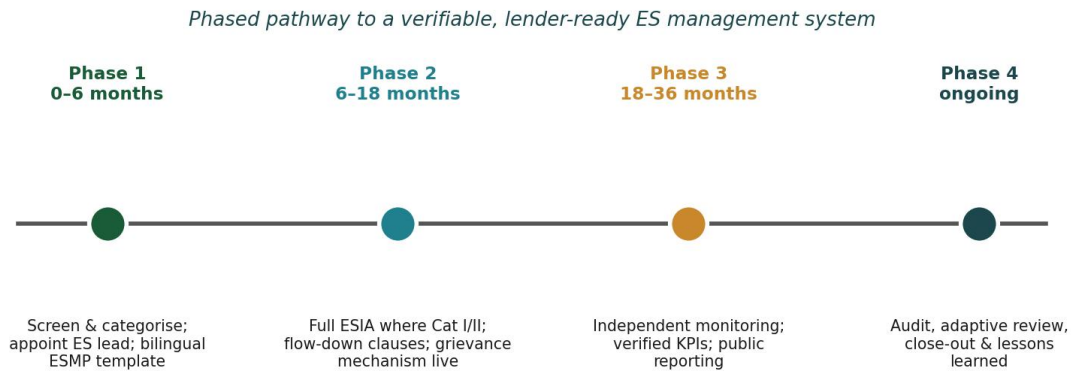 Phased pathway to a verifiable, lender-ready ES management system
Phase 1
0–6 months
Phase 2
6–18 months
Phase 3
18–36 months
Phase 4
ongoing
Screen & categorise;
appoint ES lead; bilingual
ESMP template
Full ESIA where Cat I/II;
flow-down clauses; grievance
mechanism live
Independent monitoring;
verified KPIs; public
reporting
Audit, adaptive review,
close-out & lessons
learned